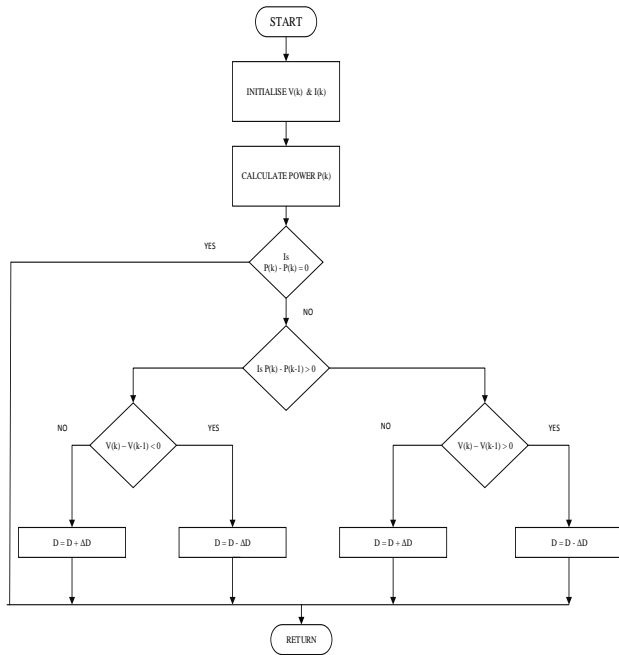 START
INITIALISE V(k) & I(k)
CALCULATE POWER P(k)
YES
Is
P(k) - P(k) = 0
NO
Is P(k) - P(k-1) > 0
NO
V(k) – V(k-1) < 0
YES
NO
V(k) – V(k-1) > 0
YES
D = D + ΔD
D = D - ΔD
D = D + ΔD
D = D - ΔD
RETURN